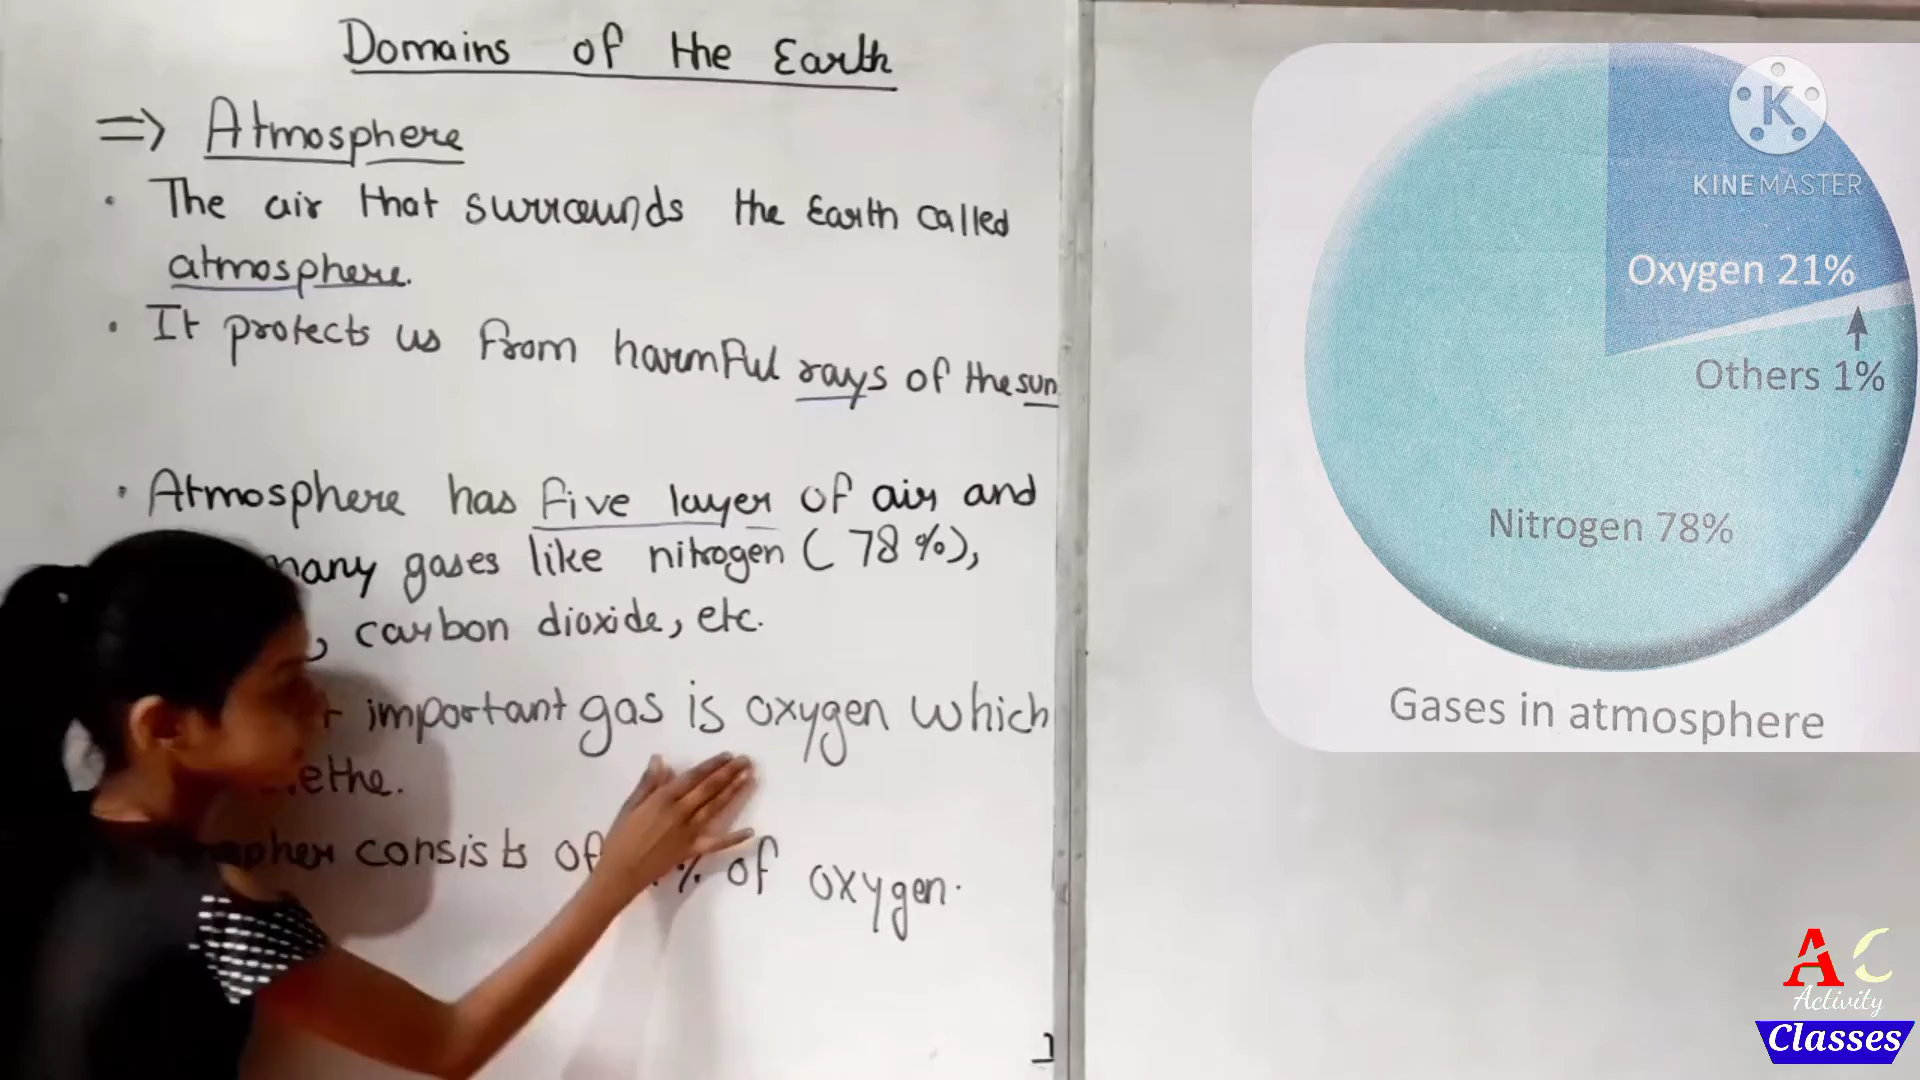 Domains of the Earth
=> Atmosphere
• The air that surrounds the Earth called
atmosphere.
• It protects us from harmful rays of the sun
• Atmosphere has five layer of air and
many gases like nitrogen (78%),
, carbon dioxide, etc.
important gas is oxygen which
consists of % of oxygen.
KINEMASTER
Oxygen 21%
Others 1%
Nitrogen 78%
Gases in atmosphere
AC
Activity
Classes